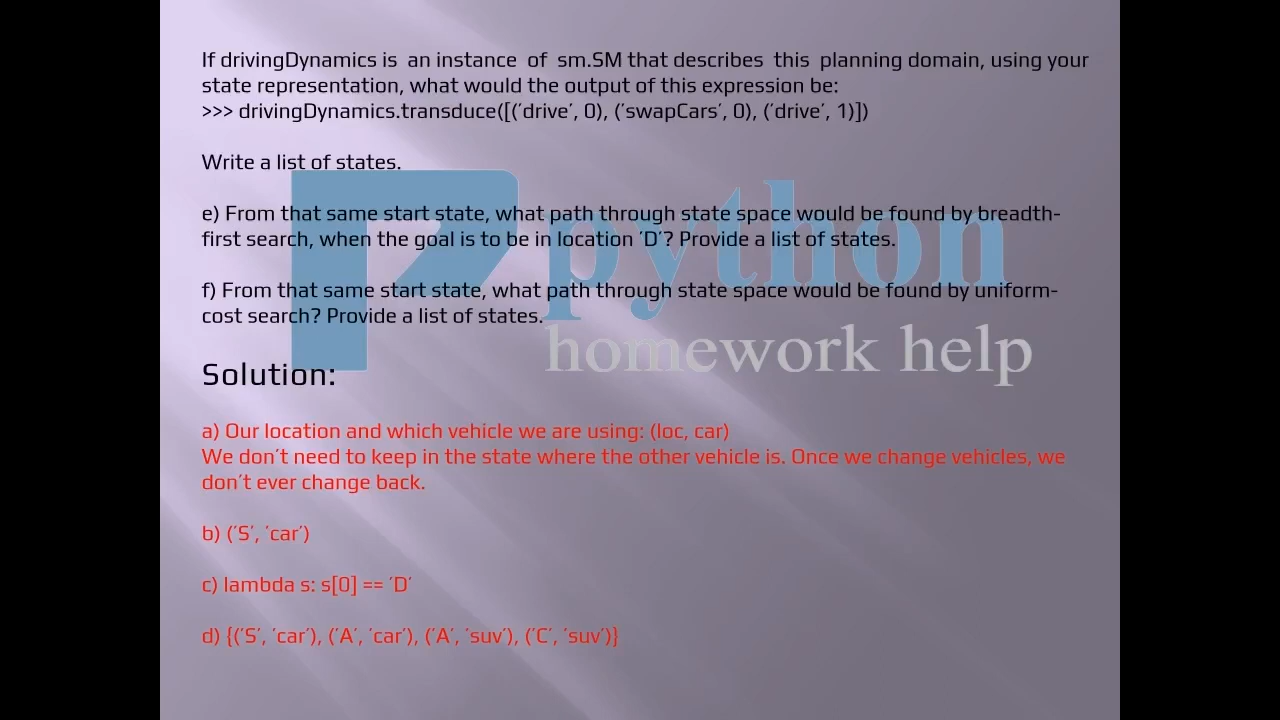 If drivingDynamics is an instance of sm.SM that describes this planning domain, using your
state representation, what would the output of this expression be:
>>> drivingDynamics.transduce([(’drive’, 0), (’swapCars’, 0), (’drive’, 1)])
Write a list of states.
e) From that same start state, what path through state space would be found by breadth-
first search, when the goal is to be in location ’D’? Provide a list of states.
f) From that same start state, what path through state space would be found by uniform-
cost search? Provide a list of states.
python
homework help
Solution:
a) Our location and which vehicle we are using: (loc, car)
We don’t need to keep in the state where the other vehicle is. Once we change vehicles, we
don’t ever change back.
b) (’S’, ’car’)
c) lambda s: s[0] == ’D’
d) {(’S’, ’car’), (’A’, ’car’), (’A’, ’suv’), (’C’, ’suv’)}